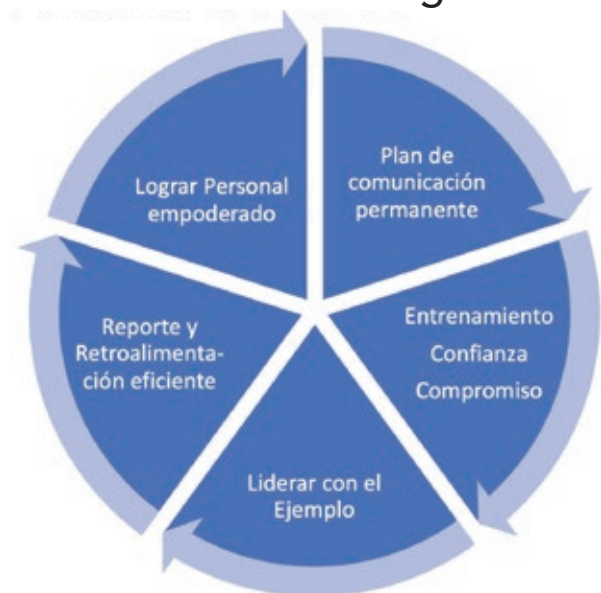 Plan de
comunicación
permanente
Entrenamiento
Confianza
Compromiso
Liderar con el
Ejemplo
Reporte y
Retroalimenta-
ción eficiente
Lograr Personal
empoderado